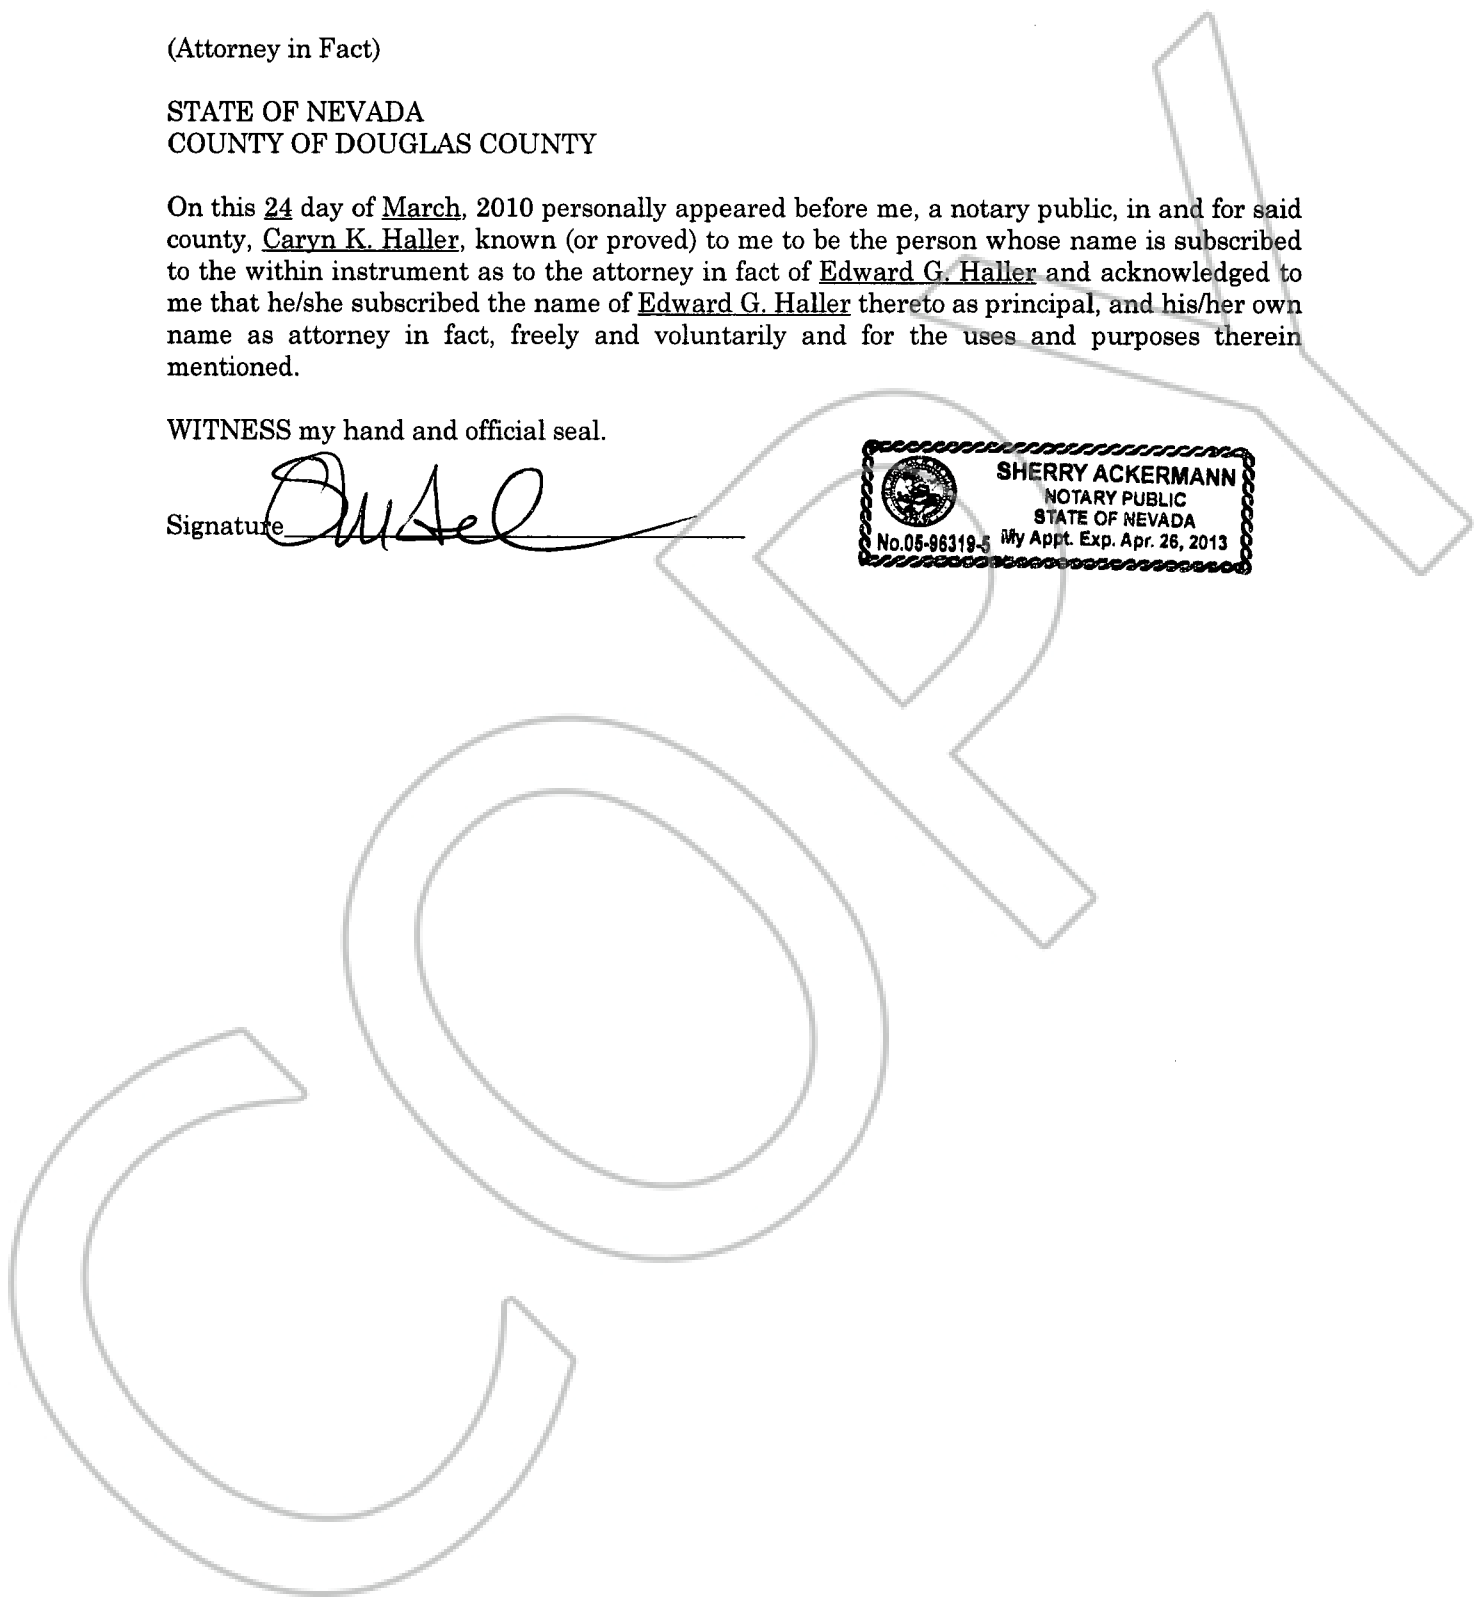 (Attorney in Fact)
STATE OF NEVADA
COUNTY OF DOUGLAS COUNTY
On this 24 day of March, 2010 personally appeared before me, a notary public, in and for said
county, Caryn K. Haller, known (or proved) to me to be the person whose name is subscribed
to the within instrument as to the attorney in fact of Edward G. Haller and acknowledged to
me that he/she subscribed the name of Edward G. Haller thereto as principal, and his/her own
name as attorney in fact, freely and voluntarily and for the uses and purposes therein
mentioned.
WITNESS my hand and official seal.
Signature
SHERRY ACKERMANN
NOTARY PUBLIC
STATE OF NEVADA
No.05-96319-5 My Appt. Exp. Apr. 26, 2013
COPY